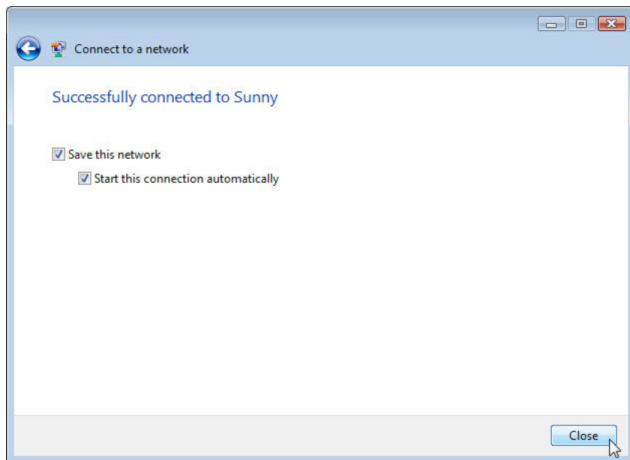 Connect to a network
Successfully connected to Sunny
Save this network
Start this connection automatically
Close